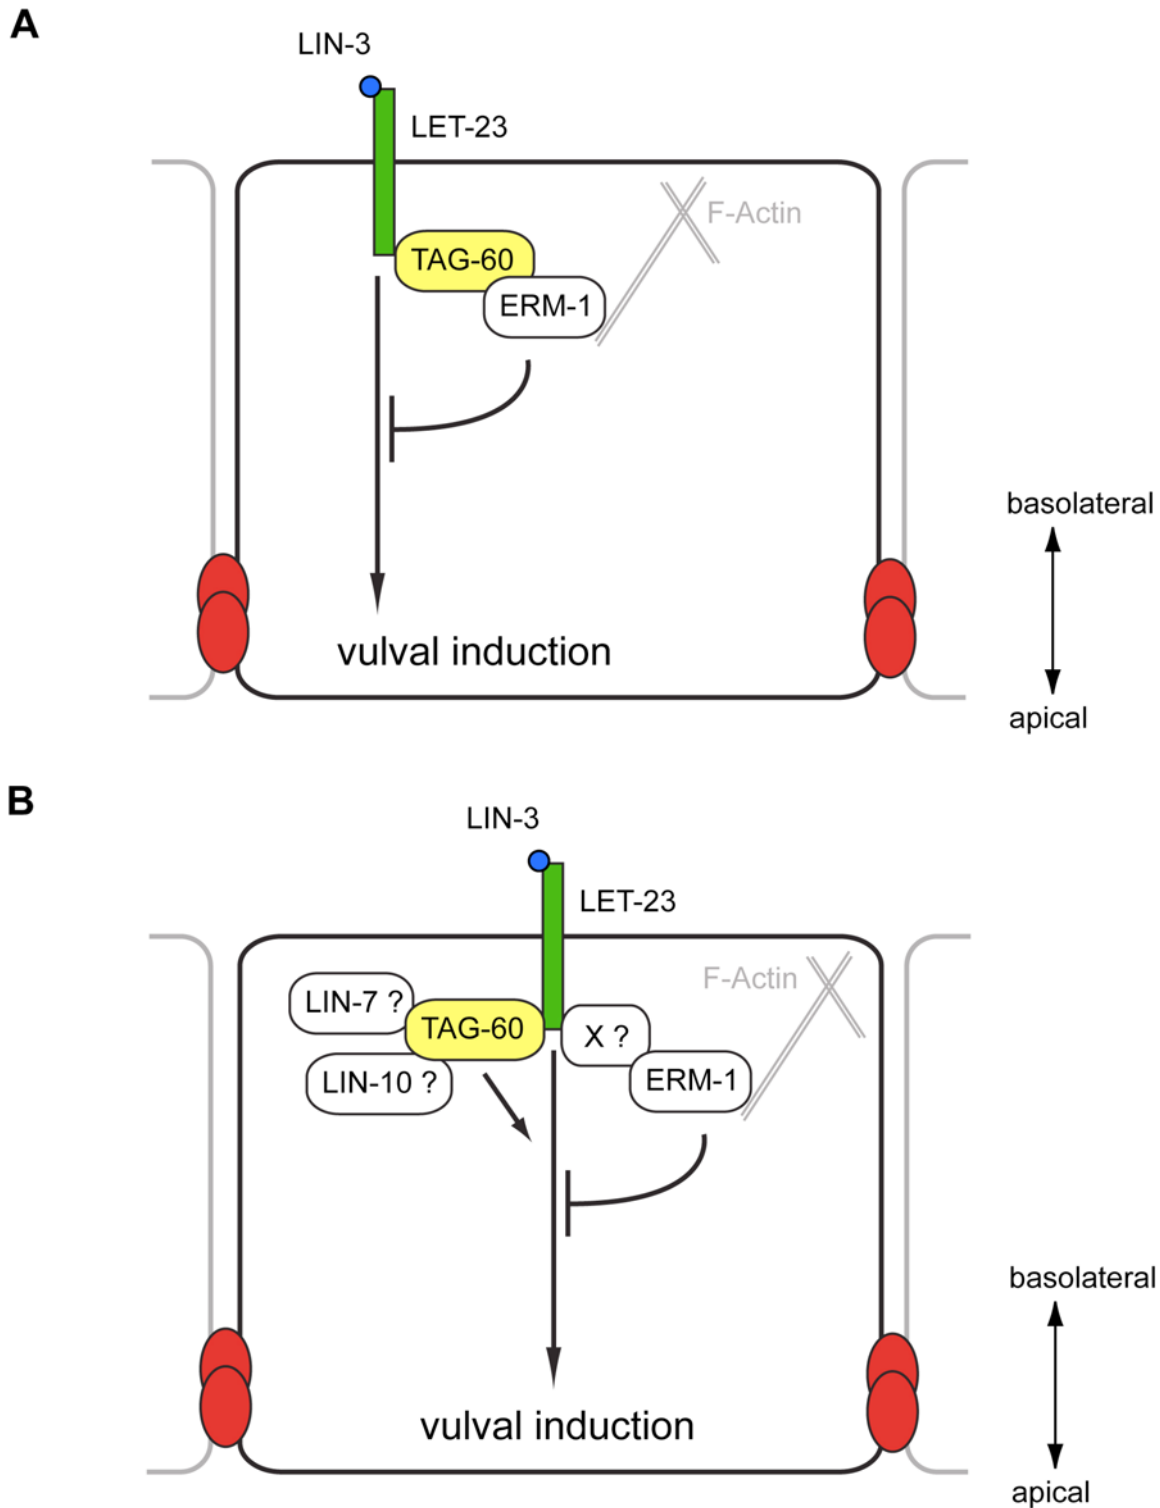 A
LIN-3
LET-23
F-Actin
TAG-60
ERM-1
basolateral
vulval induction
apical
B
LIN-3
LET-23
F-Actin
LIN-7 ?
TAG-60
X ?
LIN-10 ?
ERM-1
basolateral
vulval induction
apical